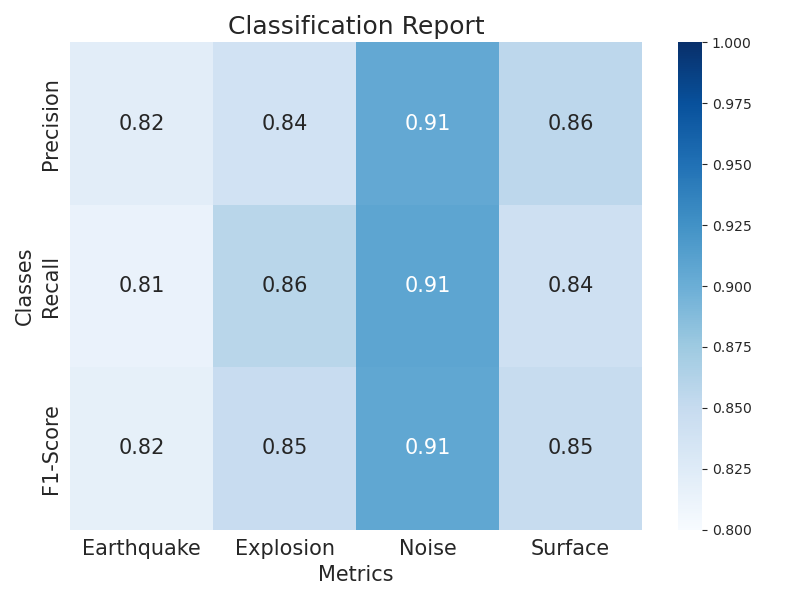 Classification Report
Precision 0.82 0.84 0.91 0.86
Classes
Recall 0.81 0.86 0.91 0.84
F1-Score 0.82 0.85 0.91 0.85
Earthquake Explosion Noise Surface
Metrics
1.000
0.975
0.950
0.925
0.900
0.875
0.850
0.825
0.800